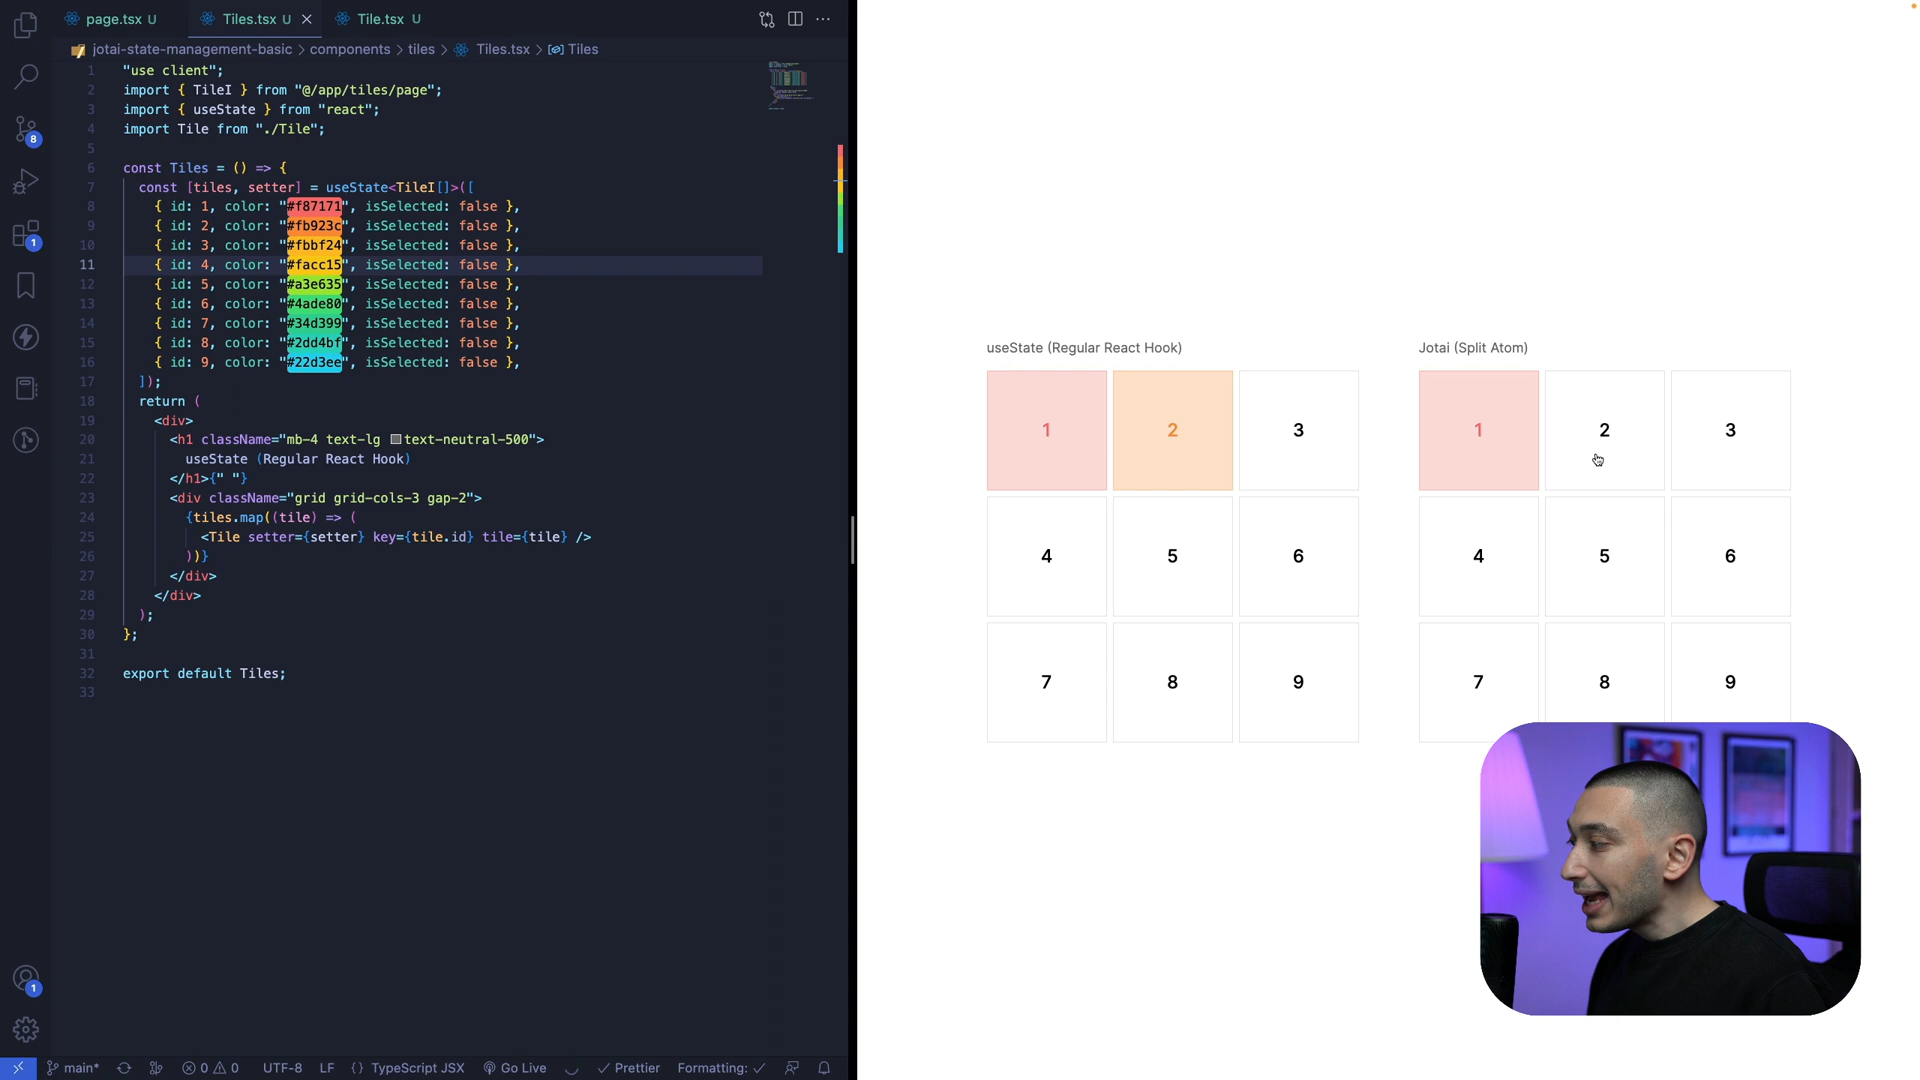 page.tsx U
Tiles.tsx U
Tile.tsx U
jotai-state-management-basic > components > tiles > Tiles.tsx > Tiles
1 "use client";
2 import { TileI } from "@/app/tiles/page";
3 import { useState } from "react";
4 import Tile from "./Tile";
5
6 const Tiles = () => {
7 const [tiles, setter] = useState<TileI[]>([
8 { id: 1, color: "#f87171", isSelected: false },
9 { id: 2, color: "#fb923c", isSelected: false },
10 { id: 3, color: "#fbbf24", isSelected: false },
11 { id: 4, color: "#facc15", isSelected: false },
12 { id: 5, color: "#a3e635", isSelected: false },
13 { id: 6, color: "#4ade80", isSelected: false },
14 { id: 7, color: "#34d399", isSelected: false },
15 { id: 8, color: "#2dd4bf", isSelected: false },
16 { id: 9, color: "#22d3ee", isSelected: false },
17 ]);
18 return (
19 <div>
20 <h1 className="mb-4 text-lg text-neutral-500">
21 useState (Regular React Hook)
22 </h1>{" "}
23 <div className="grid grid-cols-3 gap-2">
24 {tiles.map((tile) => (
25 <Tile setter={setter} key={tile.id} tile={tile} />
26 ))}
27 </div>
28 </div>
29 );
30 };
31
32 export default Tiles;
33
8
1
1
main* 0 0 UTF-8 LF {} TypeScript JSX Go Live Prettier Formatting:
useState (Regular React Hook)
1 2 3
4 5 6
7 8 9
Jotai (Split Atom)
1 2 3
4 5 6
7 8 9